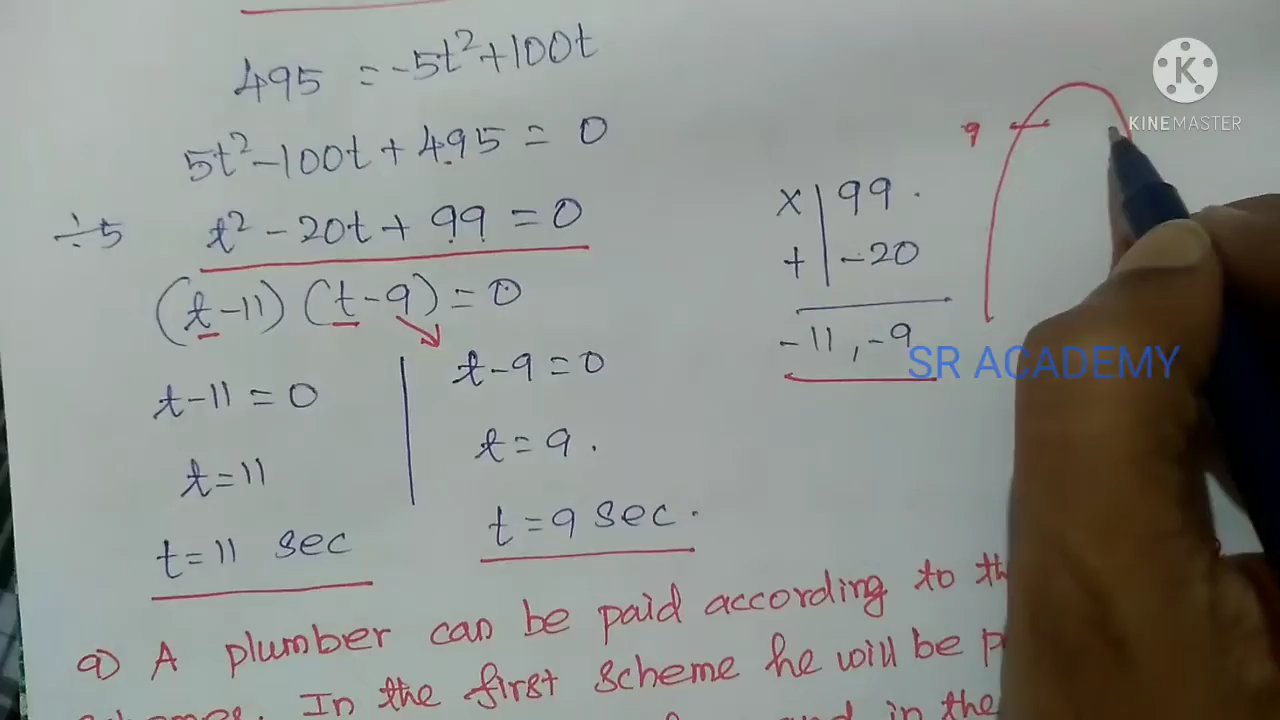 495 = -5t²+100t
5t²-100t+495 = 0
÷5 t²-20t+99 = 0
(t-11) (t-9) = 0
t-11 = 0
t=11
t=11 sec
t-9=0
t=9.
t=9 sec.
x | 99.
+ | -20
-11, -9
9
K
KINEMASTER
SR ACADEMY
9) A plumber can be paid according to
In the first scheme he will be
and in the